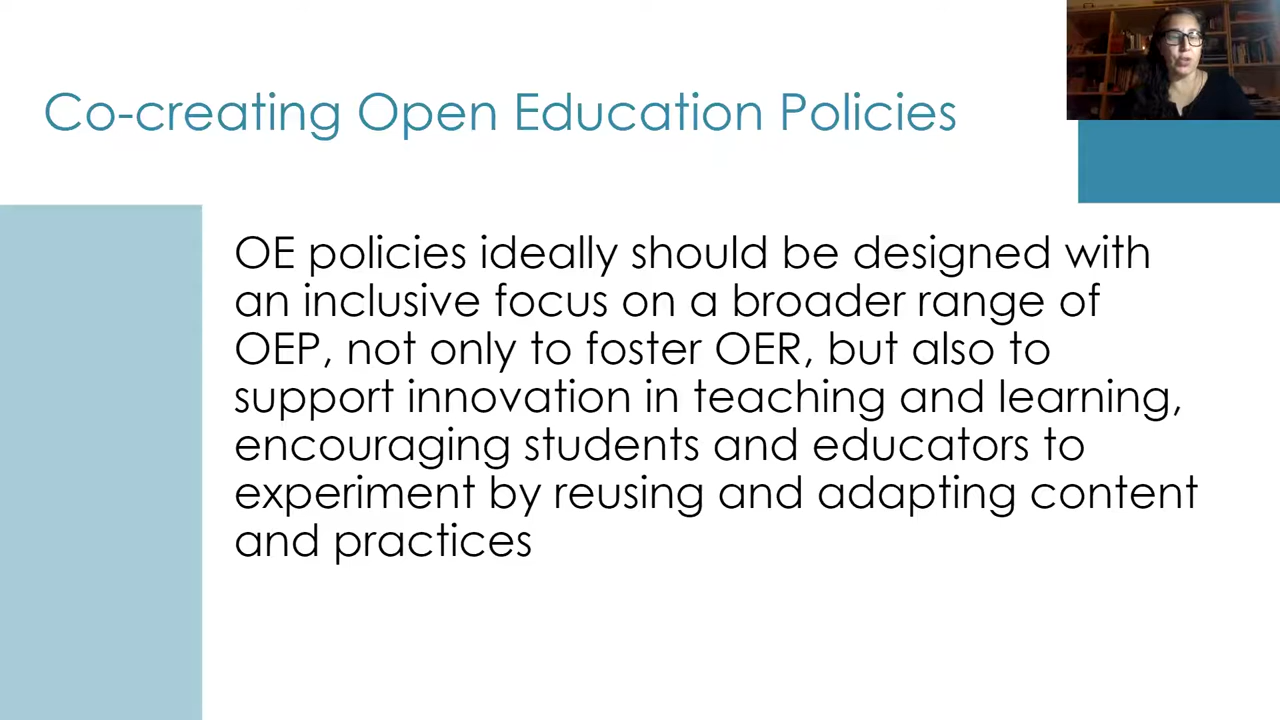 Co-creating Open Education Policies
OE policies ideally should be designed with
an inclusive focus on a broader range of
OEP, not only to foster OER, but also to
support innovation in teaching and learning,
encouraging students and educators to
experiment by reusing and adapting content
and practices